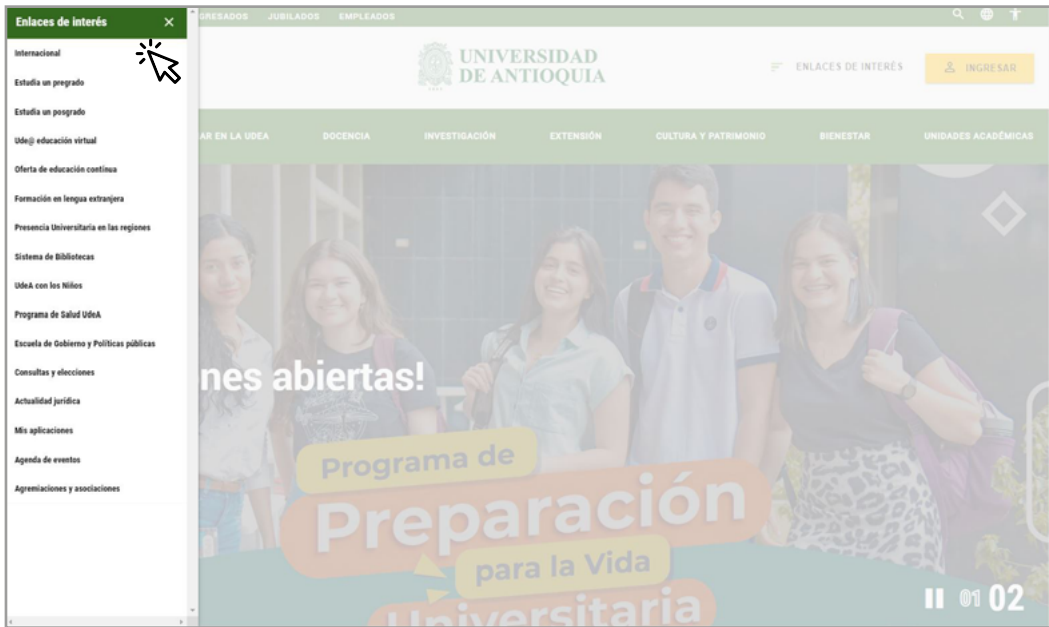 Enlaces de interés
Internacional
Estudia un pregrado
Estudia un posgrado
Ude@ educación virtual
Oferta de educación continua
Formación en lengua extranjera
Presencia Universitaria en las regiones
Sistema de Bibliotecas
UdeA con los Niños
Programa de Salud UdeA
Escuela de Gobierno y Políticas públicas
Consultas y elecciones
Actualidad jurídica
Mis aplicaciones
Agenda de eventos
Agremiaciones y asociaciones
GRESADOS JUBILADOS EMPLEADOS
UNIVERSIDAD
DE ANTIOQUIA
ENLACES DE INTERÉS
INGRESAR
AR EN LA UDEA DOCENCIA INVESTIGACIÓN EXTENSIÓN CULTURA Y PATRIMONIO BIENESTAR UNIDADES ACADÉMICAS
nes abiertas!
Programa de
Preparación
para la Vida
Universitaria
01 02